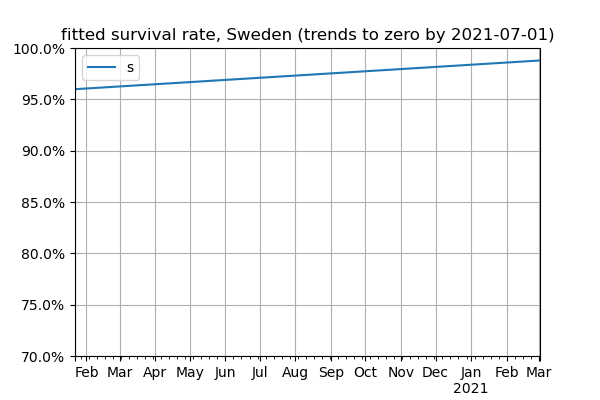 fitted survival rate, Sweden (trends to zero by 2021-07-01)
100.0%
s
95.0%
90.0%
85.0%
80.0%
75.0%
70.0%
Feb Mar Apr May Jun Jul Aug Sep Oct Nov Dec Jan Feb Mar
2021